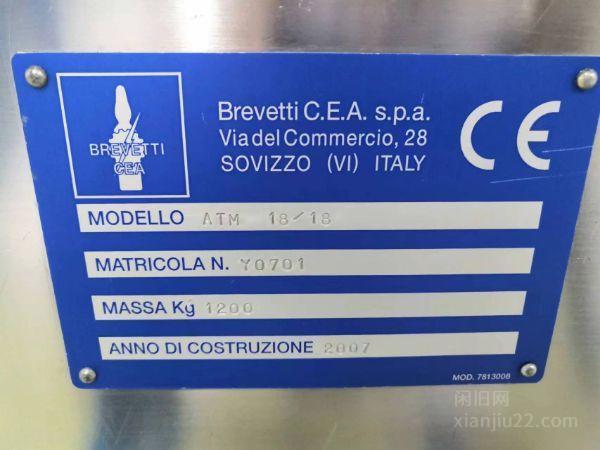 BREVETTI
CEA
Brevetti C.E.A. s.p.a.
Via del Commercio, 28
SOVIZZO (VI) ITALY
CE
MODELLO ATM 18/18
MATRICOLA N. Y0701
MASSA Kg 1200
ANNO DI COSTRUZIONE 2007
MOD. 7813008
闲旧网
xianjiu22.com